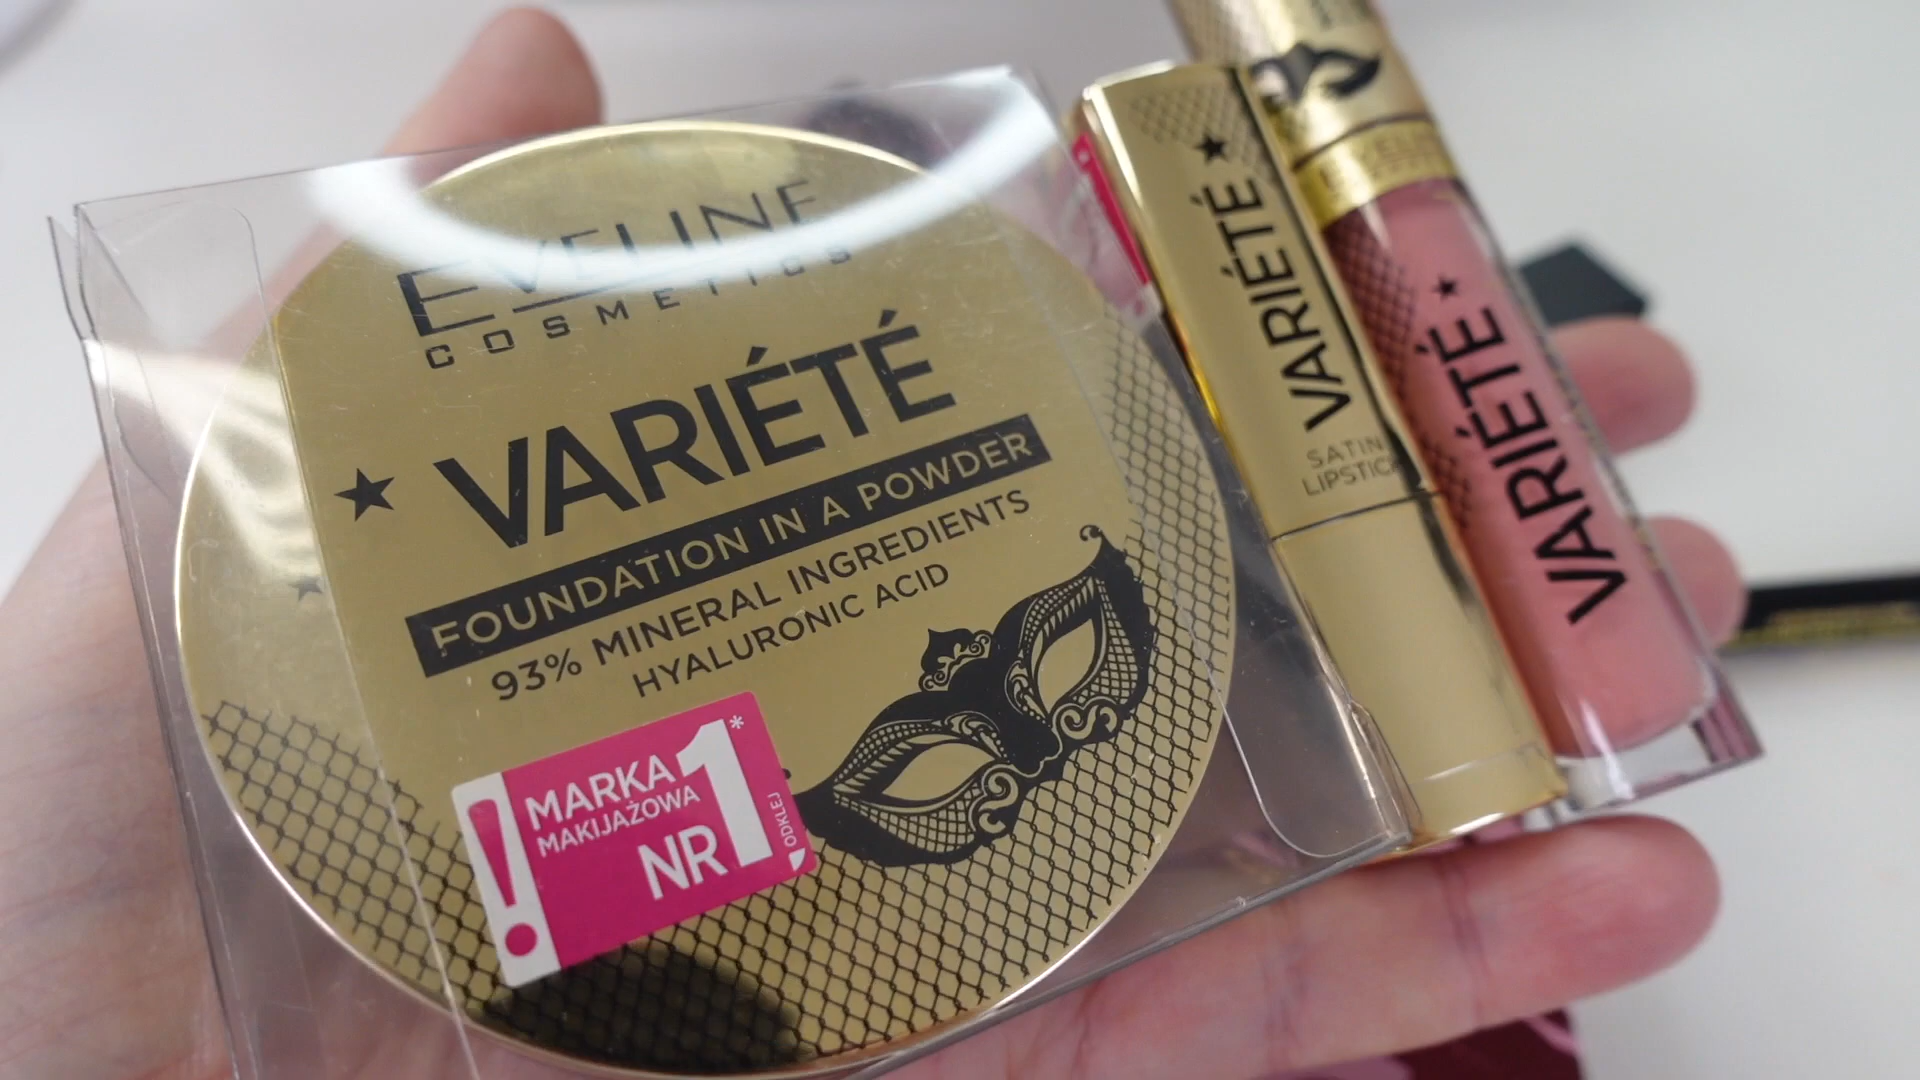 EVELINE
COSMETICS
VARIÉTÉ
FOUNDATION IN A POWDER
93% MINERAL INGREDIENTS
HYALURONIC ACID
! MARKA
MAKIJAŻOWA
NR 1*
ODKLEJ
VARIÉTÉ
SATIN
LIPSTICK
VARIÉTÉ